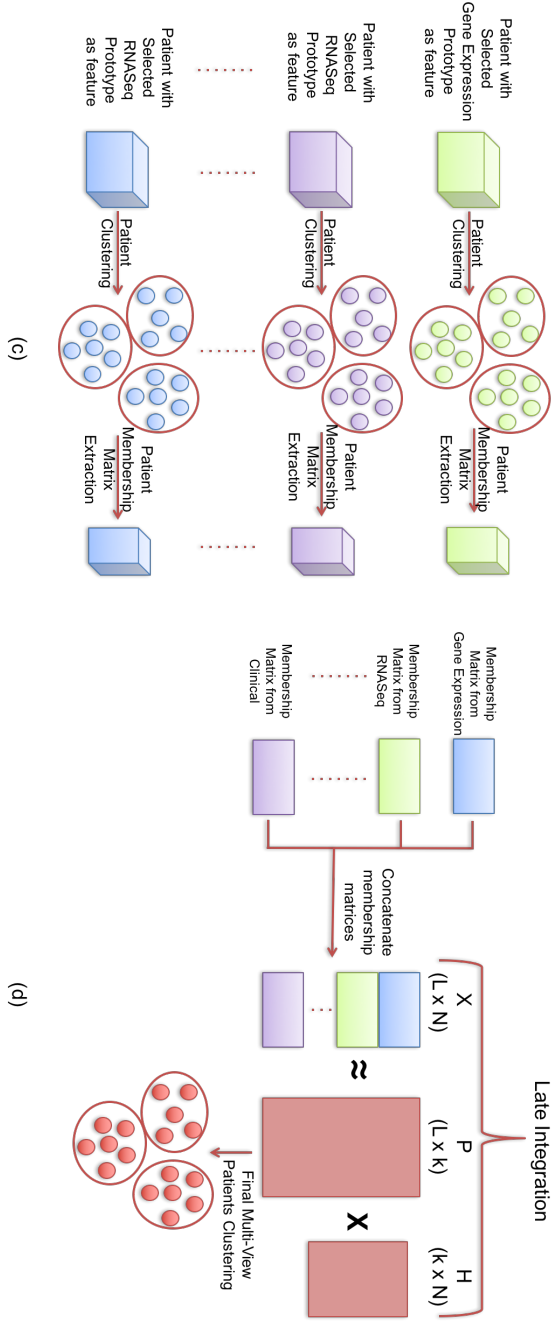 Patient with
Selected
Gene Expression
Prototype
as feature
Patient
Clustering
Patient
Membership
Matrix
Extraction
Patient with
Selected
RNASeq
Prototype
as feature
Patient
Clustering
Patient
Membership
Matrix
Extraction
Patient with
Selected
RNASeq
Prototype
as feature
Patient
Clustering
Patient
Membership
Matrix
Extraction
(c)
Late Integration
Membership
Matrix from
Gene Expression
Membership
Matrix from
RNASeq
Membership
Matrix from
Clinical
Concatenate
membership
matrices
X
(L x N)
≈
P
(L x k)
X
H
(k x N)
Final Multi-View
Patients Clustering
(d)